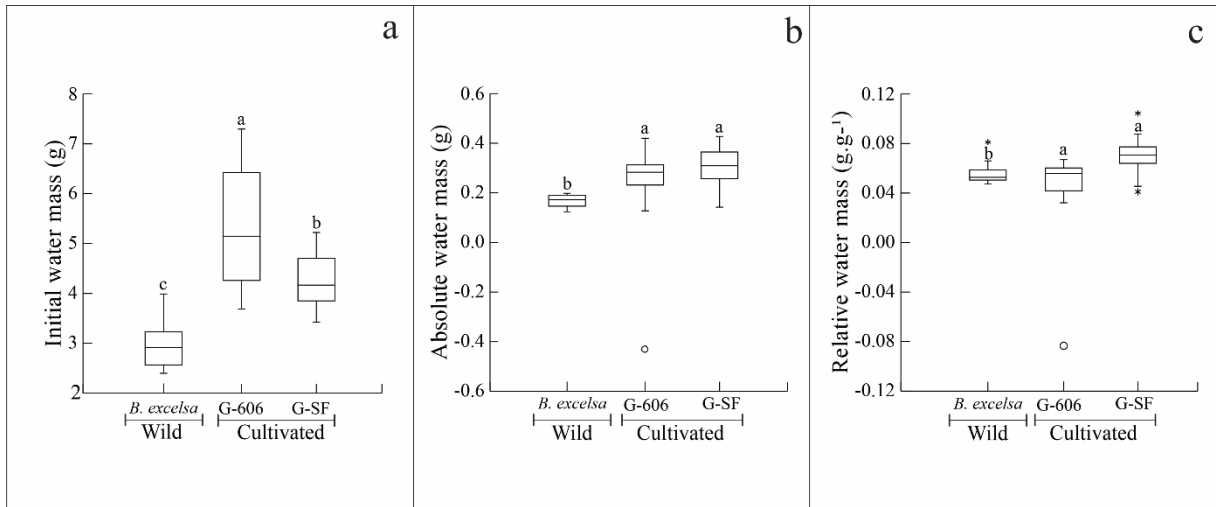 a
Initial water mass (g)
8
7
6
5
4
3
2
c
a
b
B. excelsa
G-606
G-SF
Wild
Cultivated
b
Absolute water mass (g)
0.6
0.4
0.2
0.0
-0.2
-0.4
-0.6
b
a
a
B. excelsa
G-606
G-SF
Wild
Cultivated
c
Relative water mass (g.g-¹)
0.12
0.08
0.04
0.00
-0.04
-0.08
-0.12
*
b
a
*
a
*
B. excelsa
G-606
G-SF
Wild
Cultivated